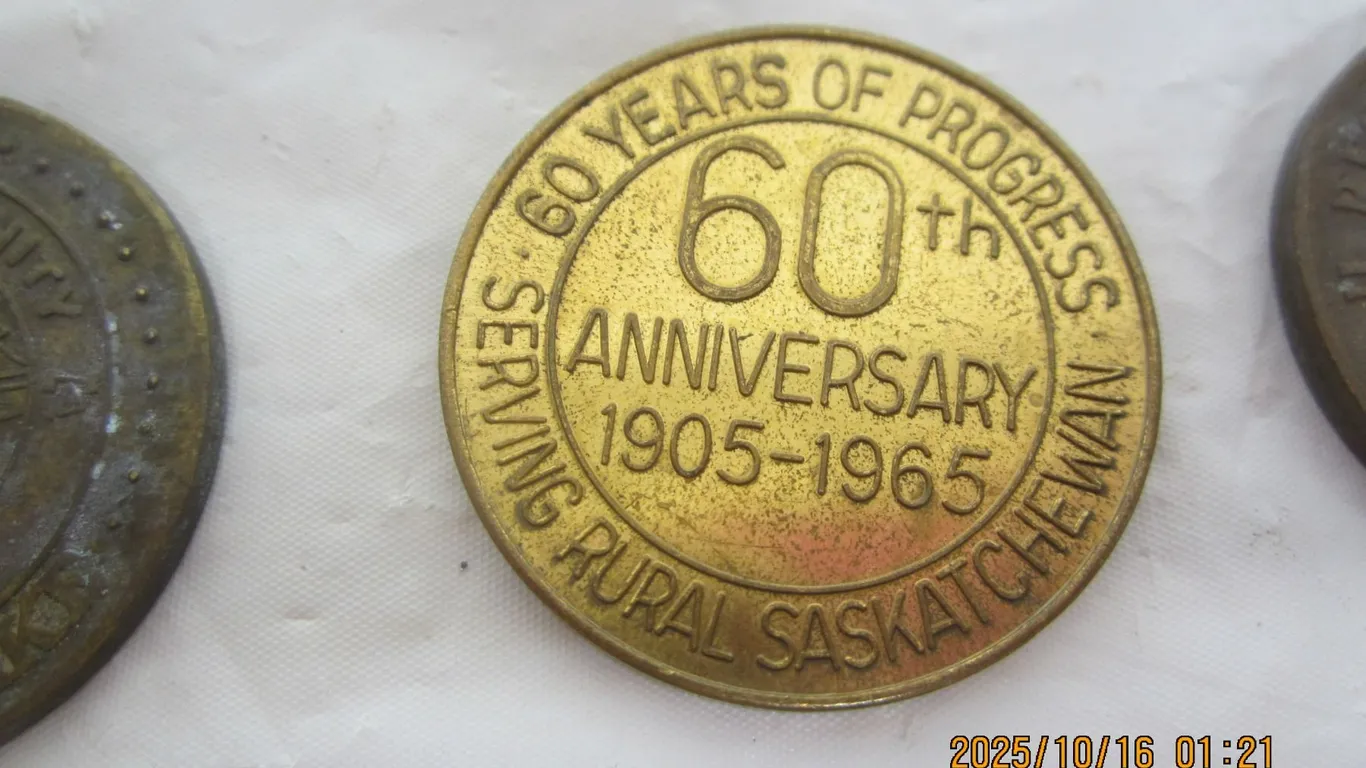 60 YEARS OF PROGRESS
60th
ANNIVERSARY
1905-1965
SERVING RURAL SASKATCHEWAN
2025/10/16 01:21